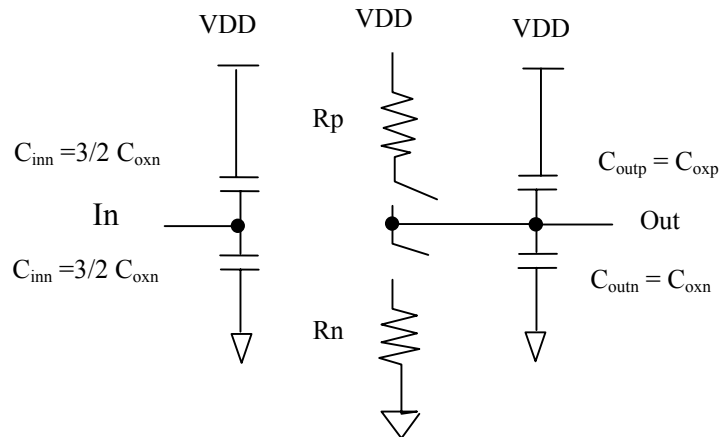 VDD
VDD
VDD
Rp
C_inn =3/2 C_oxn
C_outp = C_oxp
In
Out
C_inn =3/2 C_oxn
C_outn = C_oxn
Rn